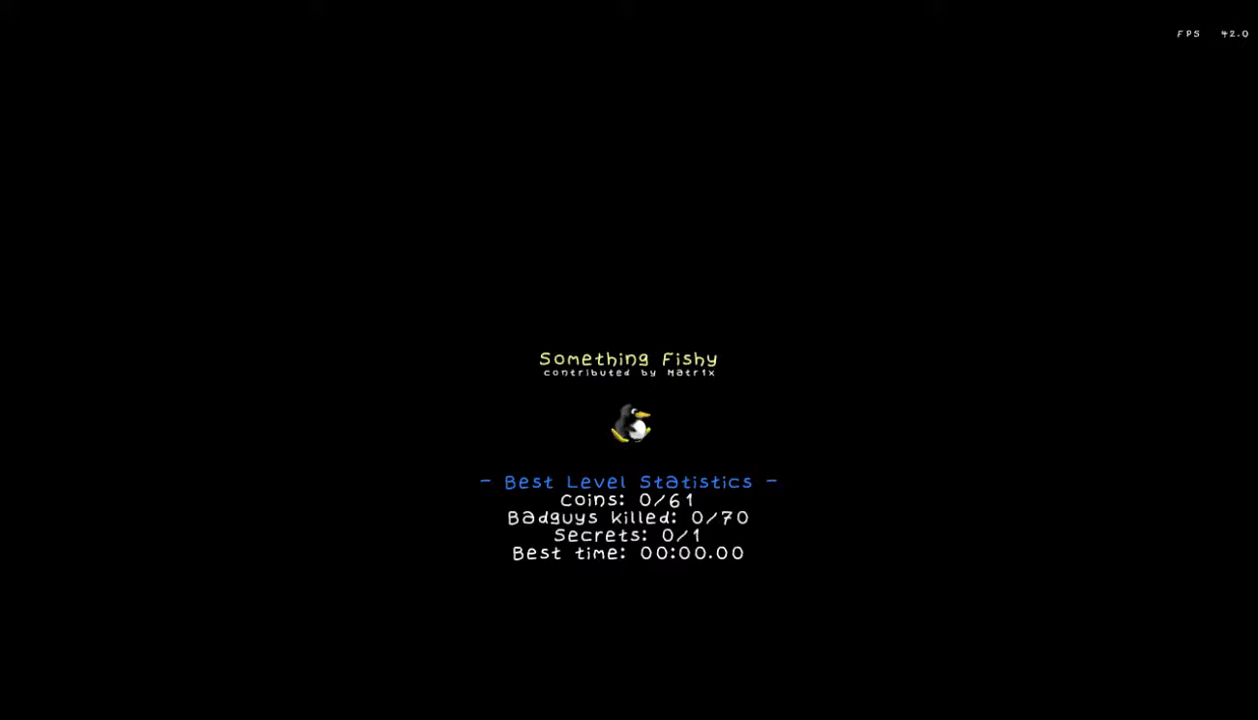 FPS 42.0
Something Fishy
contributed by Matr1x
- Best Level Statistics -
Coins: 0/61
Badguys killed: 0/70
Secrets: 0/1
Best time: 00:00.00